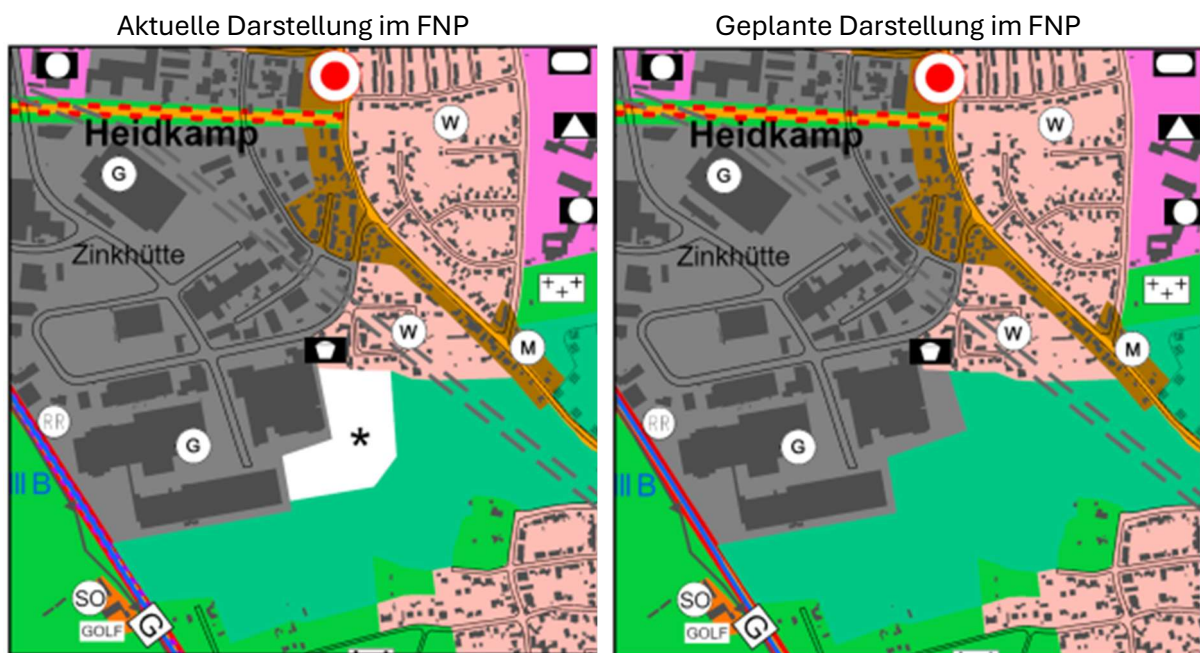 Aktuelle Darstellung im FNP
Geplante Darstellung im FNP
W
Heidkamp
G
Zinkhütte
W
M
RR
*
G
III B
SO
GOLF
G
W
Heidkamp
G
Zinkhütte
W
M
RR
G
III B
SO
GOLF
G